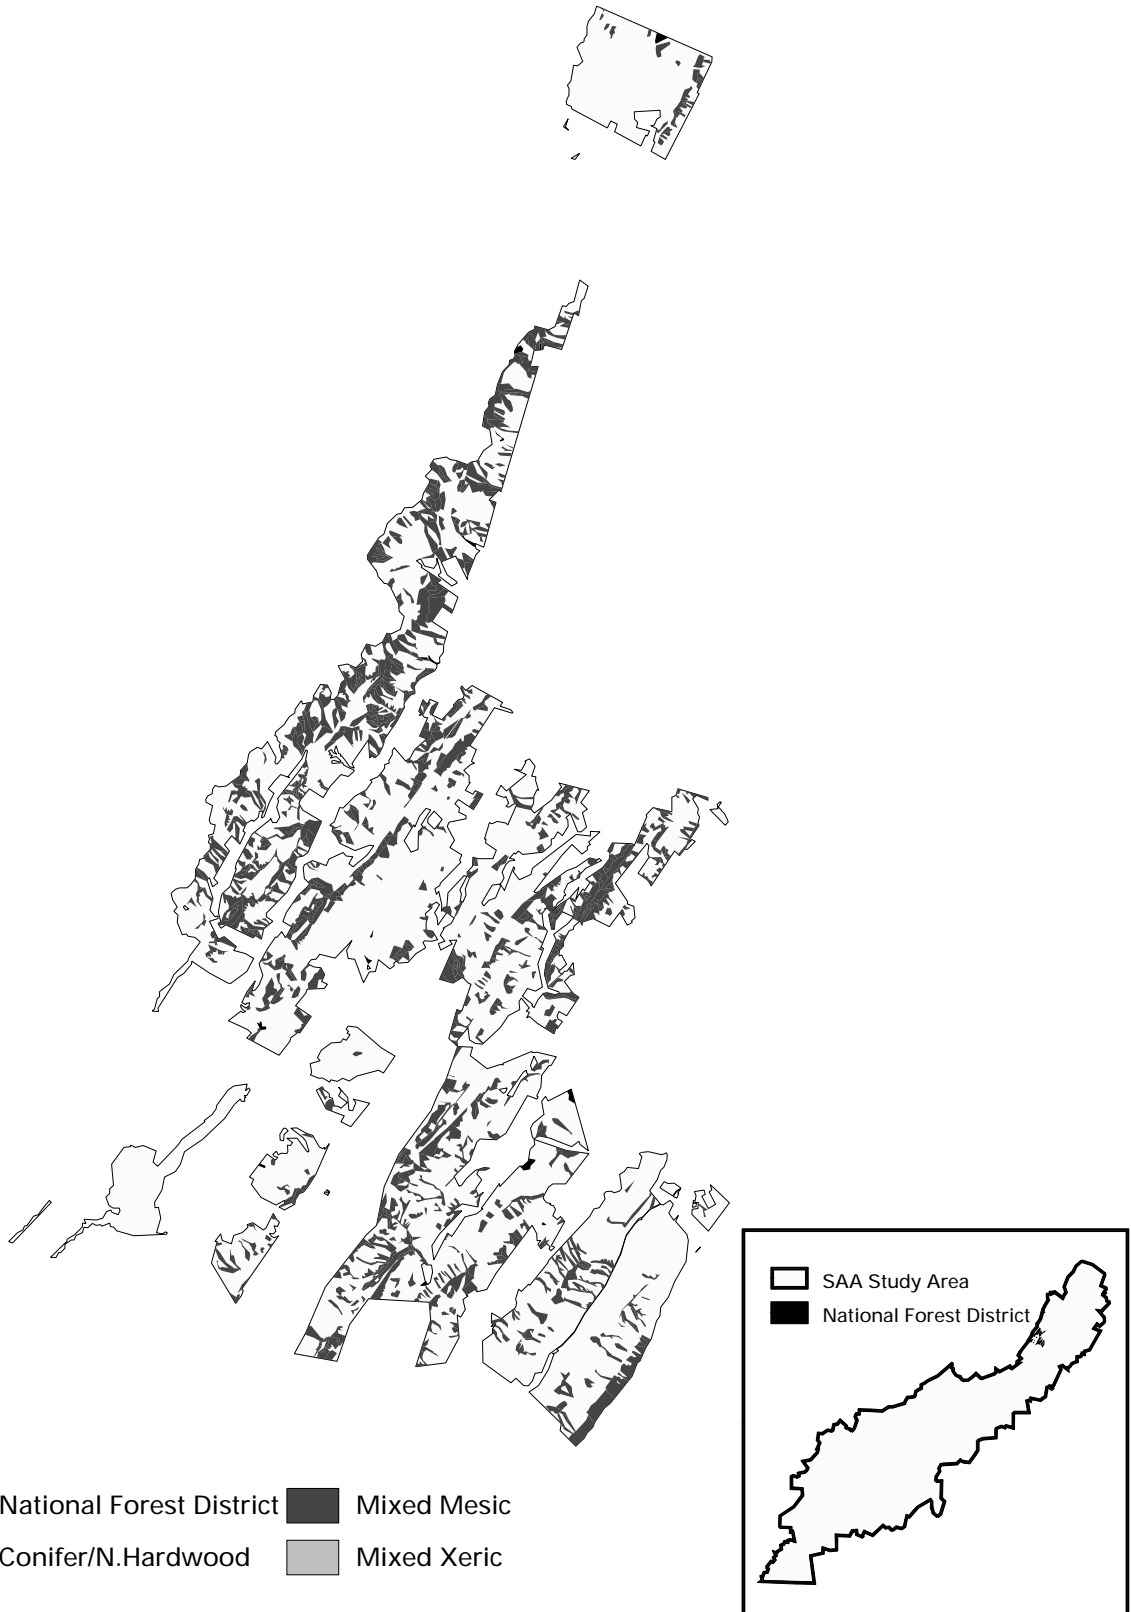 SAA Study Area
National Forest District
National Forest District Mixed Mesic
Conifer/N.Hardwood Mixed Xeric